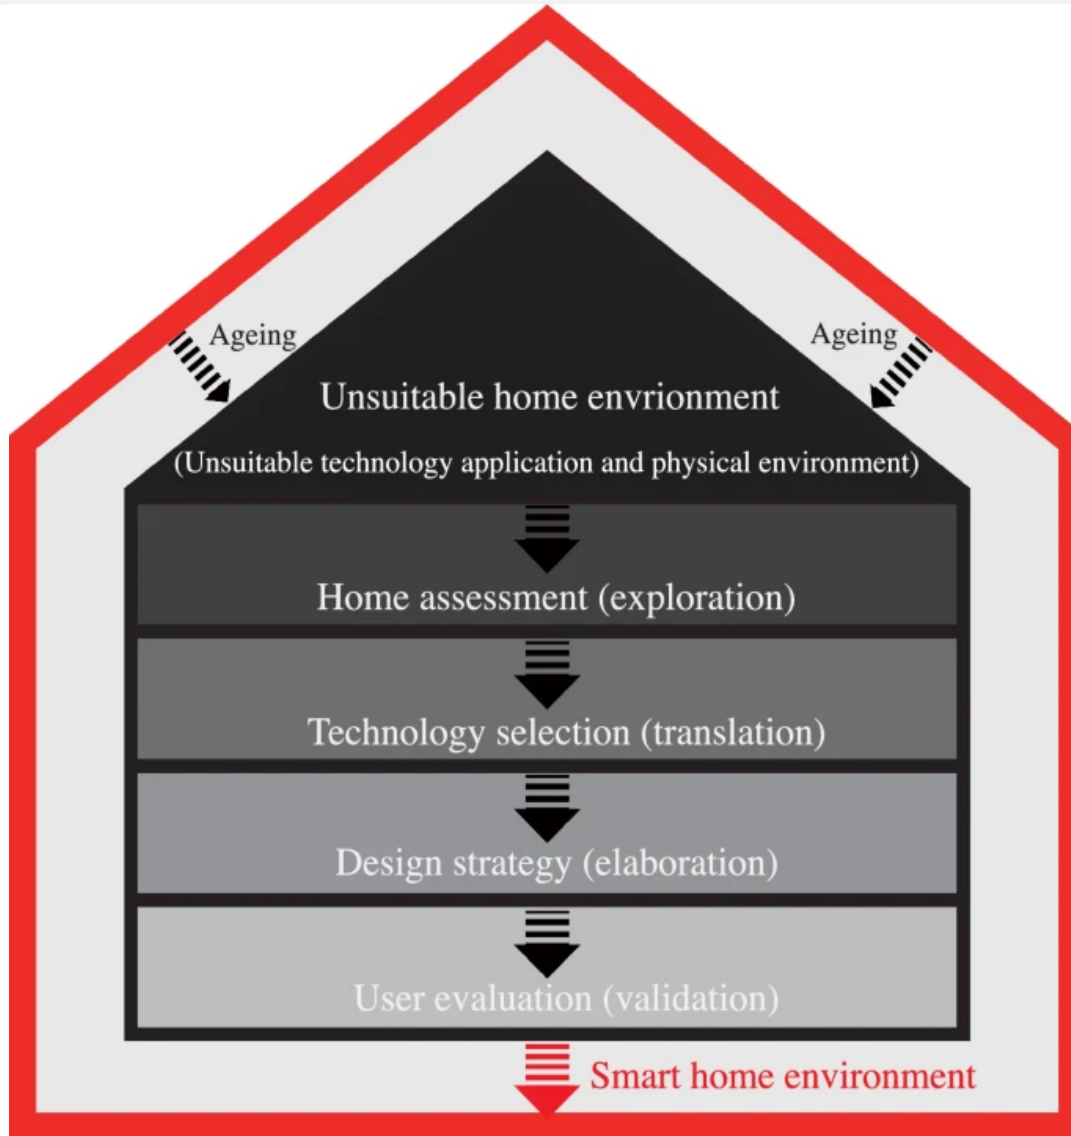 Ageing
Ageing
Unsuitable home envrionment
(Unsuitable technology application and physical environment)
Home assessment (exploration)
Technology selection (translation)
Design strategy (elaboration)
User evaluation (validation)
Smart home environment